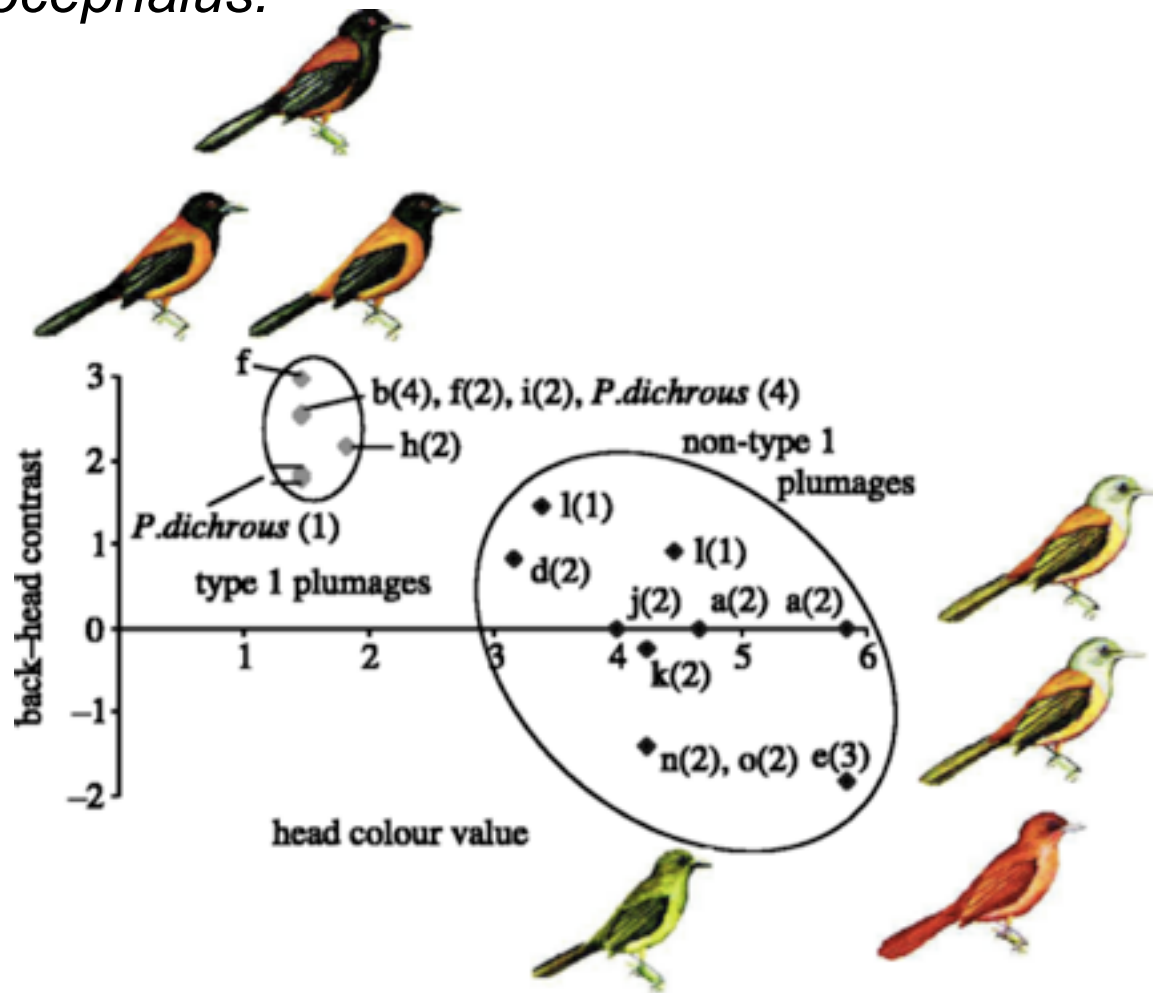 ocephalus.
f
3
b(4), f(2), i(2), P.dichrous (4)
h(2)
2
non-type 1
plumages
P.dichrous (1)
l(1)
1
l(1)
d(2)
type 1 plumages
j(2) a(2) a(2)
0
1 2 3 4 5 6
k(2)
–1
n(2), o(2) e(3)
–2
back–head contrast
head colour value